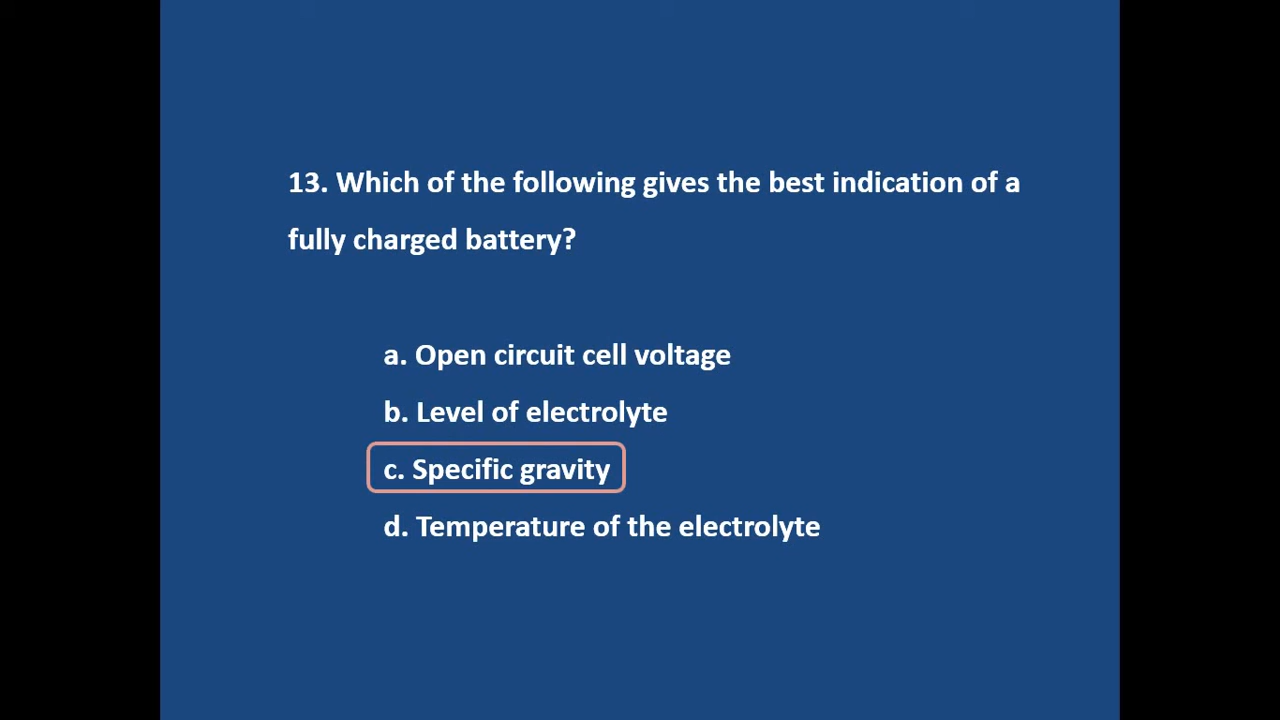 13. Which of the following gives the best indication of a
fully charged battery?
a. Open circuit cell voltage
b. Level of electrolyte
c. Specific gravity
d. Temperature of the electrolyte